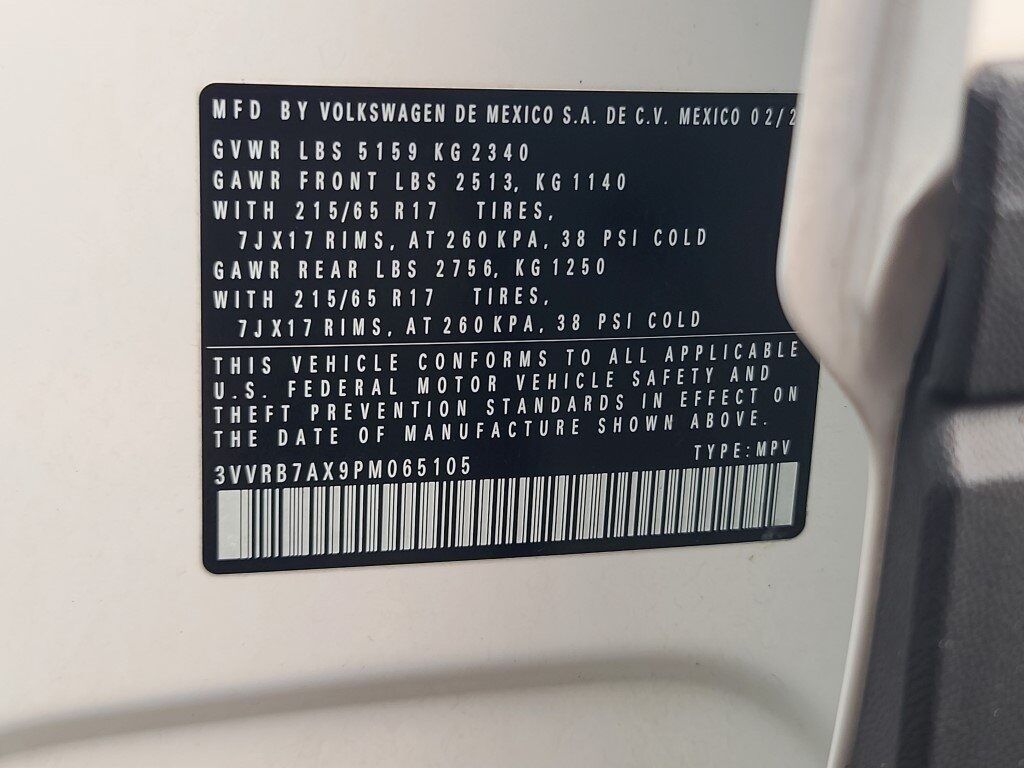 MFD BY VOLKSWAGEN DE MEXICO S.A. DE C.V. MEXICO 02/2
GVWR LBS 5159 KG 2340
GAWR FRONT LBS 2513, KG 1140
WITH 215/65 R17 TIRES,
7JX17 RIMS, AT 260 KPA, 38 PSI COLD
GAWR REAR LBS 2756, KG 1250
WITH 215/65 R17 TIRES,
7JX17 RIMS, AT 260 KPA, 38 PSI COLD
THIS VEHICLE CONFORMS TO ALL APPLICABLE
U.S. FEDERAL MOTOR VEHICLE SAFETY AND
THEFT PREVENTION STANDARDS IN EFFECT ON
THE DATE OF MANUFACTURE SHOWN ABOVE.
TYPE: MPV
3VVRB7AX9PM065105